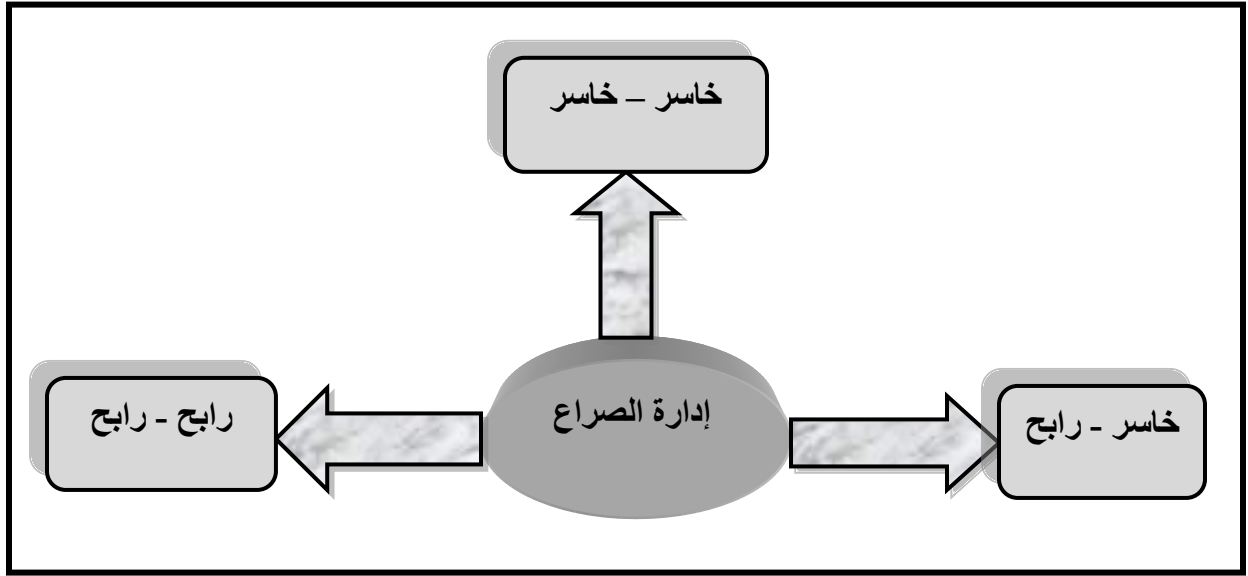 خاسر – خاسر
إدارة الصراع
خاسر - رابح
رابح - رابح